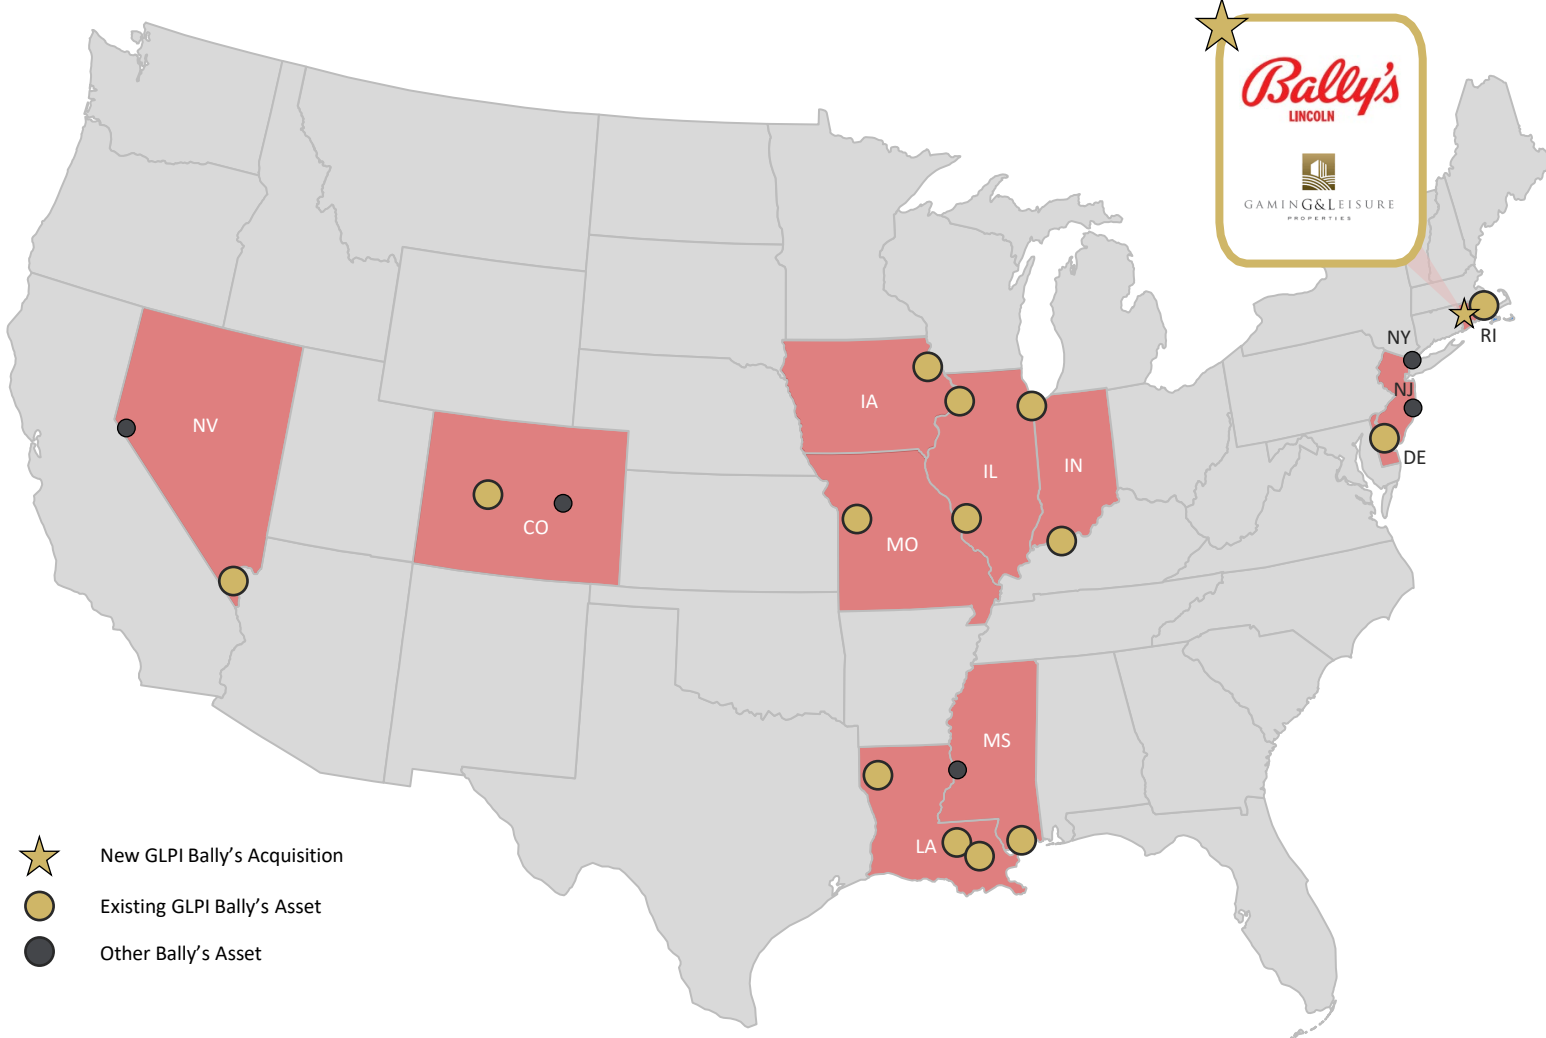 Bally's
LINCOLN
GAMING&LEISURE
PROPERTIES
NY
RI
NJ
DE
NV
CO
IA
IL
IN
MO
MS
LA
New GLPI Bally’s Acquisition
Existing GLPI Bally’s Asset
Other Bally’s Asset